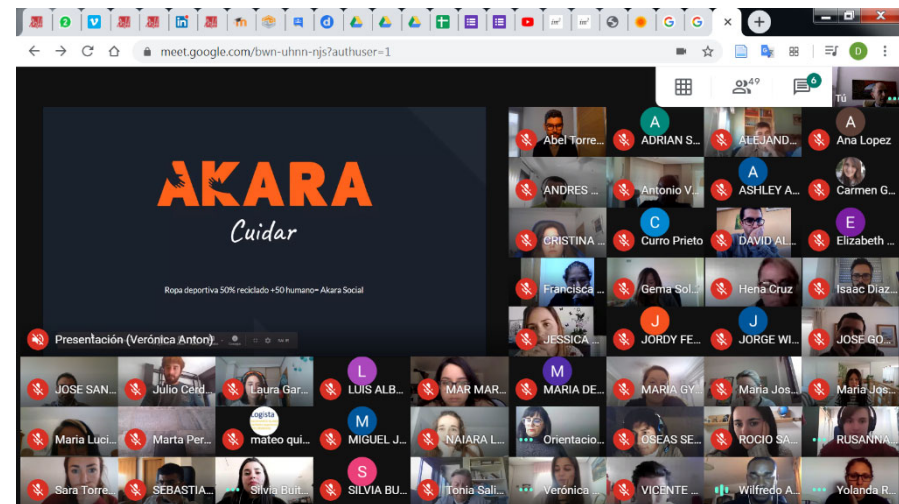 meet.google.com/bwn-uhnn-njs?authuser=1
49
6
Tú
AKARA
Cuidar
Ropa deportiva 50% reciclado +50 humano= Akara Social
Presentación (Verónica Anton)
Abel Torre...
ADRIAN S...
ALEJAND...
Ana Lopez
ANDRES ...
Antonio V...
ASHLEY A...
Carmen G...
CRISTINA ...
Curro Prieto
DAVID AL...
Elizabeth ...
Francisca ...
Gema Sol...
Hena Cruz
Isaac Diaz...
JESSICA ...
JORDY FE...
JORGE WI...
JOSE GO...
JOSE SAN...
Julio Cerd...
Laura Gar...
LUIS ALB...
MAR MAR...
MARIA DE...
MARIA GY...
Maria Jos...
Maria Jos...
Maria Luci...
Marta Per...
Logista
mateo qui...
MIGUEL J...
NAIARA L...
Orientacio...
OSEAS SE...
ROCIO SA...
RUSANNA...
Sara Torre...
SEBASTIA...
Silvia Buit...
SILVIA BU...
Tonia Sali...
Verónica ...
VICENTE ...
Wilfredo A...
Yolanda R...